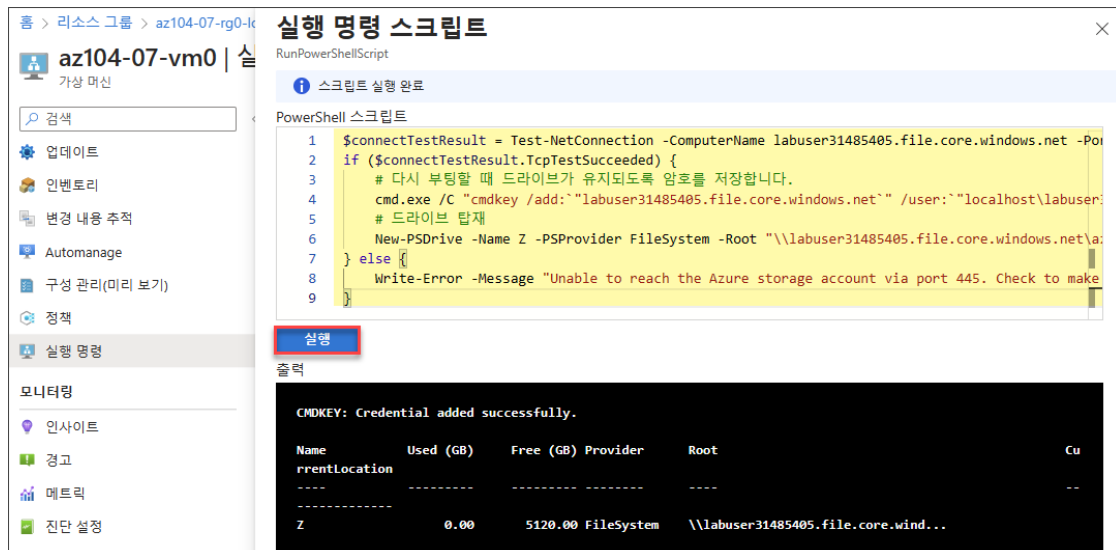 홈 > 리소스 그룹 > az104-07-rg0-lo
az104-07-vm0 | 실
가상 머신
검색
업데이트
인벤토리
변경 내용 추적
Automanage
구성 관리(미리 보기)
정책
실행 명령
모니터링
인사이트
경고
메트릭
진단 설정
실행 명령 스크립트
RunPowerShellScript
스크립트 실행 완료
PowerShell 스크립트
1 $connectTestResult = Test-NetConnection -ComputerName labuser31485405.file.core.windows.net -Por
2 if ($connectTestResult.TcpTestSucceeded) {
3 # 다시 부팅할 때 드라이브가 유지되도록 암호를 저장합니다.
4 cmd.exe /C "cmdkey /add:`"labuser31485405.file.core.windows.net`" /user:`"localhost\labuser3
5 # 드라이브 탑재
6 New-PSDrive -Name Z -PSProvider FileSystem -Root "\\labuser31485405.file.core.windows.net\az
7 } else {
8 Write-Error -Message "Unable to reach the Azure storage account via port 445. Check to make
9 }
실행
출력
CMDKEY: Credential added successfully.
Name Used (GB) Free (GB) Provider Root Cu
rrentLocation
---- --------- --------- -------- ---- --
-------------
Z 0.00 5120.00 FileSystem \\labuser31485405.file.core.wind...